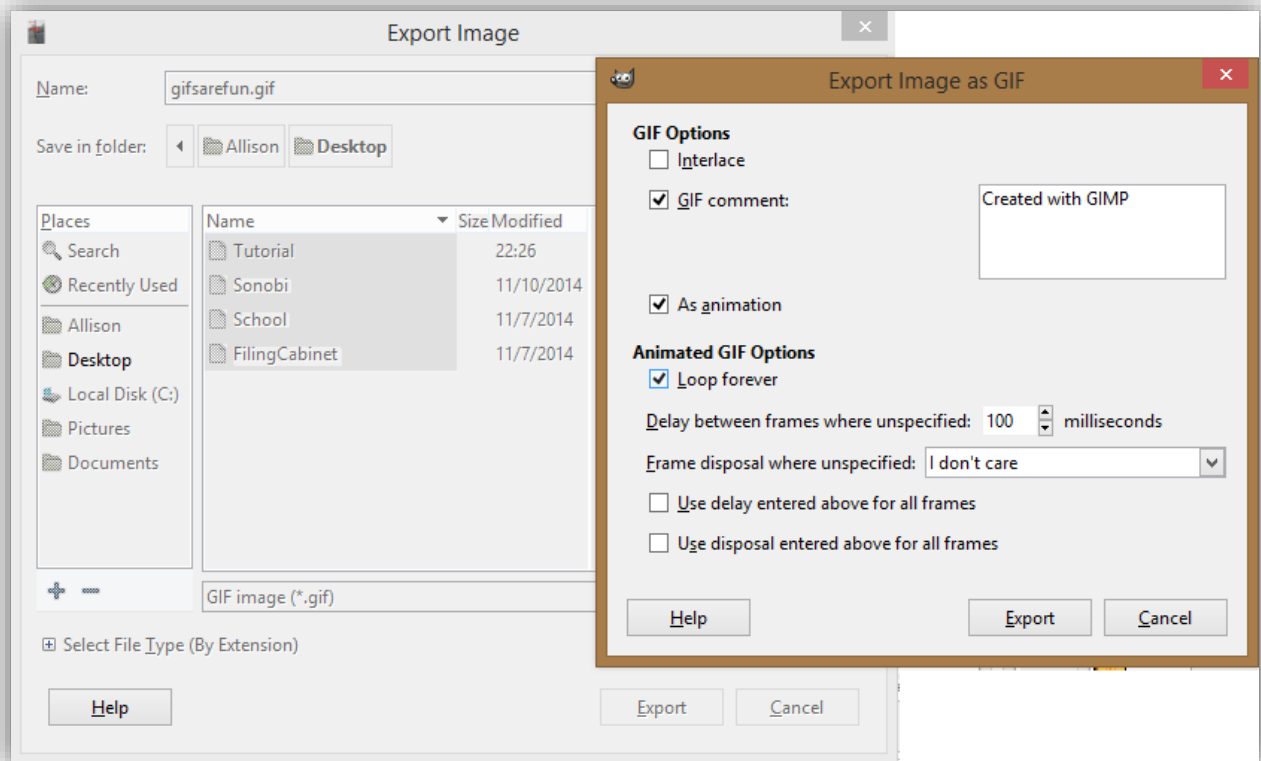 Export Image
Name: gifsarefun.gif
Save in folder: Allison Desktop
Places
Search
Recently Used
Allison
Desktop
Local Disk (C:)
Pictures
Documents
Name Size Modified
Tutorial 22:26
Sonobi 11/10/2014
School 11/7/2014
FilingCabinet 11/7/2014
GIF image (*.gif)
Select File Type (By Extension)
Help Export Cancel
Export Image as GIF
GIF Options
Interlace
GIF comment: Created with GIMP
As animation
Animated GIF Options
Loop forever
Delay between frames where unspecified: 100 milliseconds
Frame disposal where unspecified: I don't care
Use delay entered above for all frames
Use disposal entered above for all frames
Help Export Cancel